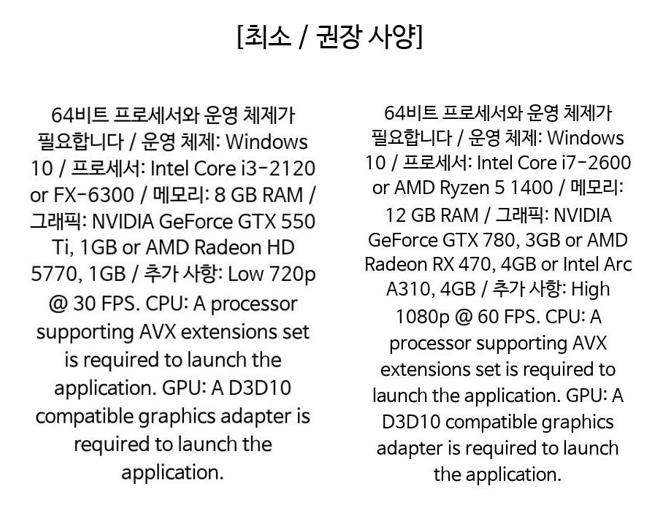 [최소 / 권장 사양]
64비트 프로세서와 운영 체제가
필요합니다 / 운영 체제: Windows
10 / 프로세서: Intel Core i3-2120
or FX-6300 / 메모리: 8 GB RAM /
그래픽: NVIDIA GeForce GTX 550
Ti, 1GB or AMD Radeon HD
5770, 1GB / 추가 사항: Low 720p
@ 30 FPS. CPU: A processor
supporting AVX extensions set
is required to launch the
application. GPU: A D3D10
compatible graphics adapter is
required to launch the
application.
64비트 프로세서와 운영 체제가
필요합니다 / 운영 체제: Windows
10 / 프로세서: Intel Core i7-2600
or AMD Ryzen 5 1400 / 메모리:
12 GB RAM / 그래픽: NVIDIA
GeForce GTX 780, 3GB or AMD
Radeon RX 470, 4GB or Intel Arc
A310, 4GB / 추가 사항: High
1080p @ 60 FPS. CPU: A
processor supporting AVX
extensions set is required to
launch the application. GPU: A
D3D10 compatible graphics
adapter is required to launch
the application.